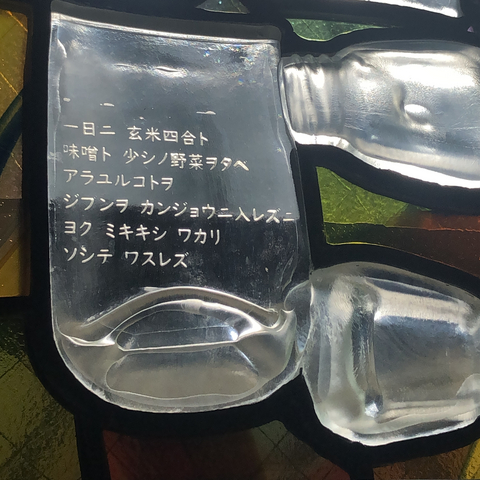 一日ニ 玄米四合ト
味噌ト 少シノ野菜ヲタベ
アラユルコトヲ
ジブンヲ カンジョウニ入レズニ
ヨク ミキキシ ワカリ
ソシテ ワスレズ